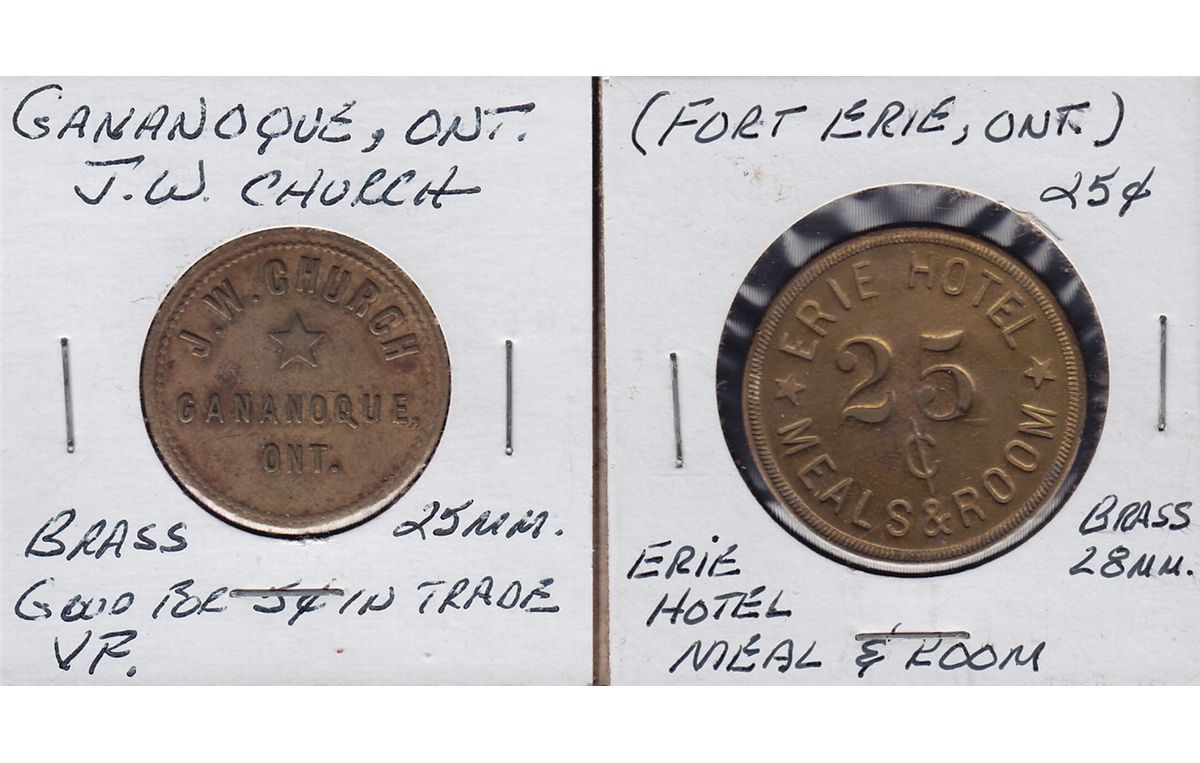 GANANOQUE, ONT.
J.W. CHURCH
J. W. CHURCH
GANANOQUE,
ONT.
BRASS 25MM.
GOOD FOR 5¢ IN TRADE
VF.
(FORT ERIE, ONT.)
25¢
ERIE HOTEL
25
¢
MEALS & ROOM
BRASS
28MM.
ERIE
HOTEL
MEAL & ROOM